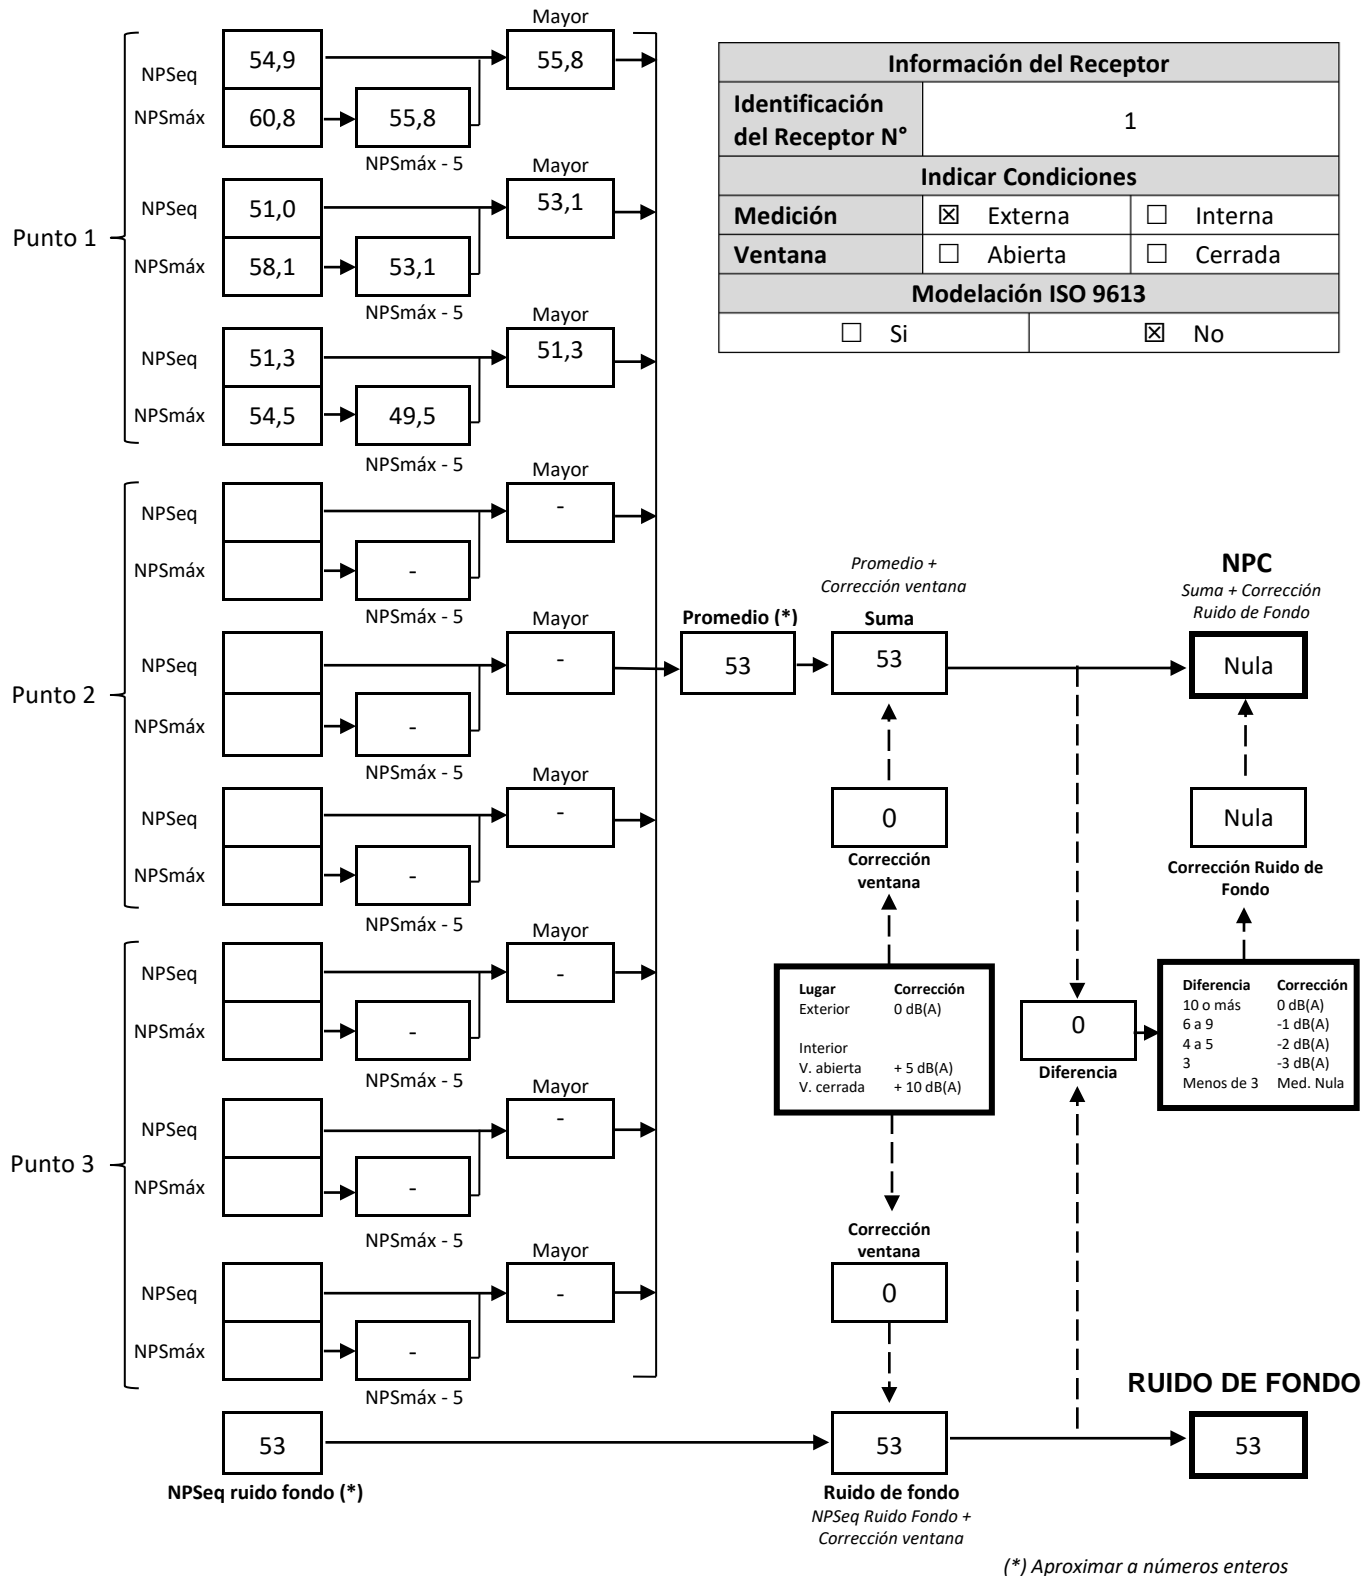 Mayor
NPSeq 54,9 55,8
NPSmáx 60,8 55,8
NPSmáx - 5
Mayor
Punto 1
NPSeq 51,0 53,1
NPSmáx 58,1 53,1
NPSmáx - 5
Mayor
NPSeq 51,3 51,3
NPSmáx 54,5 49,5
NPSmáx - 5
Información del Receptor
Identificación
del Receptor N° 1
Indicar Condiciones
Medición ☒ Externa ☐ Interna
Ventana ☐ Abierta ☐ Cerrada
Modelación ISO 9613
☐ Si ☒ No
Mayor
NPSeq -
NPSmáx -
NPSmáx - 5
Mayor
Punto 2
NPSeq -
NPSmáx -
NPSmáx - 5
Mayor
NPSeq -
NPSmáx -
NPSmáx - 5
Mayor
NPSeq -
NPSmáx -
NPSmáx - 5
Mayor
Punto 3
NPSeq -
NPSmáx -
NPSmáx - 5
Mayor
NPSeq -
NPSmáx -
NPSmáx - 5
53
NPSeq ruido fondo (*)
Promedio (*)
53
Promedio +
Corrección ventana
Suma
53
0
Corrección
ventana
Lugar Corrección
Exterior 0 dB(A)
Interior
V. abierta + 5 dB(A)
V. cerrada + 10 dB(A)
Corrección
ventana
0
53
Ruido de fondo
NPSeq Ruido Fondo +
Corrección ventana
0
Diferencia
NPC
Suma + Corrección
Ruido de Fondo
Nula
Nula
Corrección Ruido de
Fondo
Diferencia Corrección
10 o más 0 dB(A)
6 a 9 -1 dB(A)
4 a 5 -2 dB(A)
3 -3 dB(A)
Menos de 3 Med. Nula
RUIDO DE FONDO
53
(*) Aproximar a números enteros